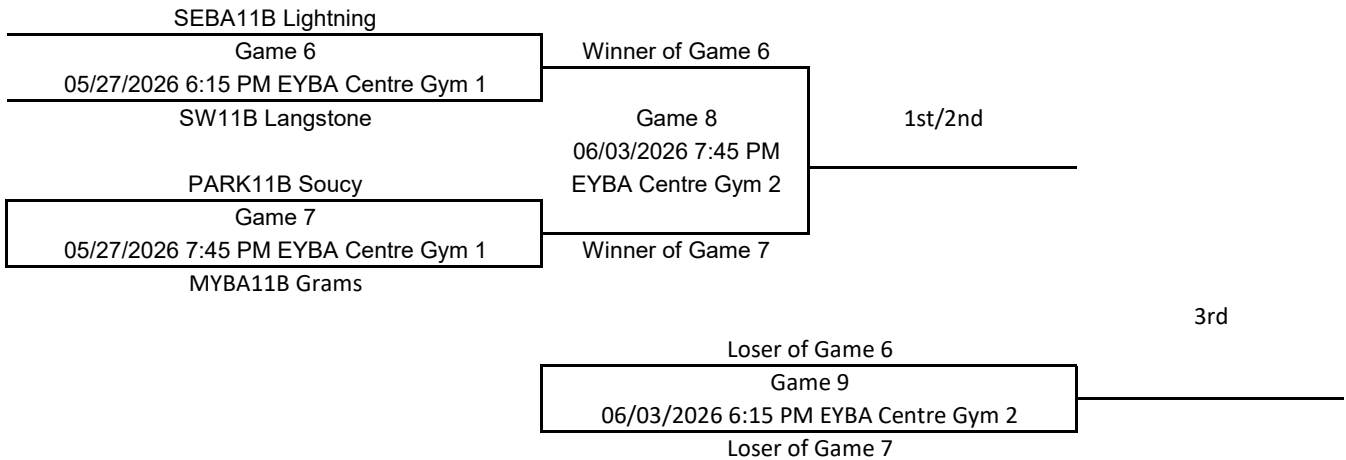 SEBA11B Lightning
Game 6
05/27/2026 6:15 PM EYBA Centre Gym 1
SW11B Langstone
Winner of Game 6
Game 8
06/03/2026 7:45 PM
EYBA Centre Gym 2
1st/2nd
PARK11B Soucy
Game 7
05/27/2026 7:45 PM EYBA Centre Gym 1
MYBA11B Grams
Winner of Game 7
3rd
Loser of Game 6
Game 9
06/03/2026 6:15 PM EYBA Centre Gym 2
Loser of Game 7